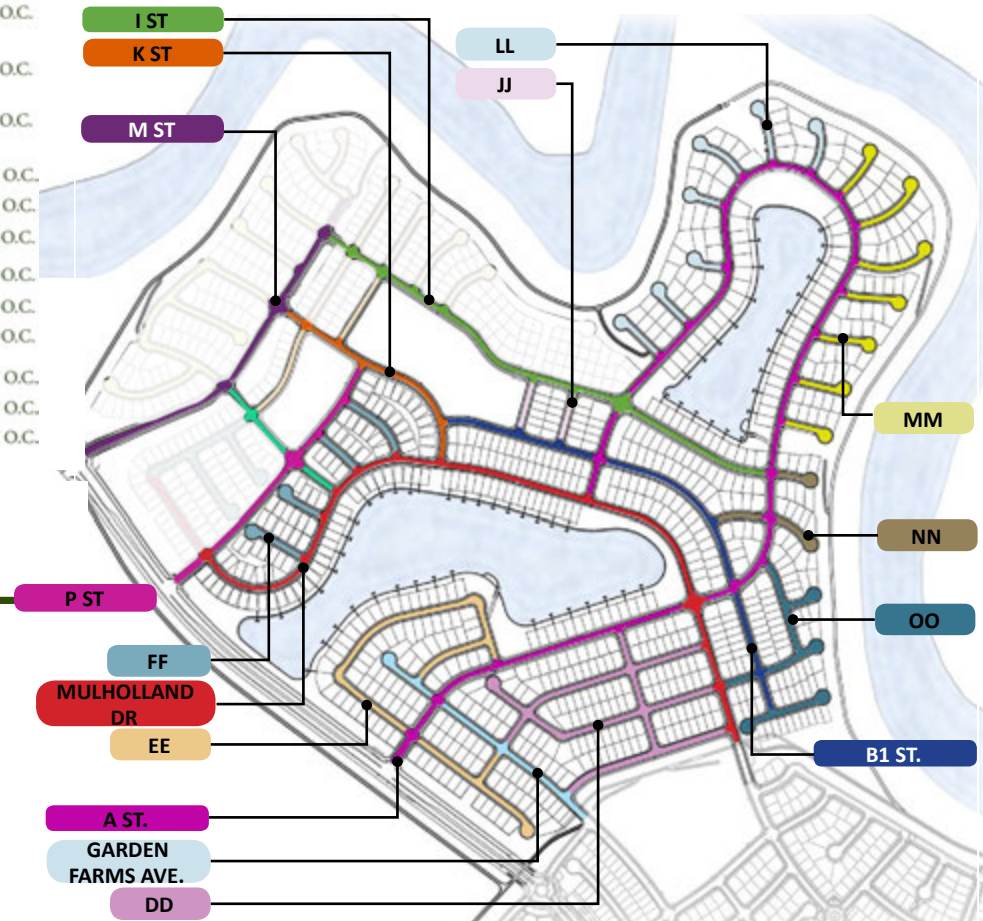 O.C.
I ST
LL
K ST
O.C.
JJ
O.C.
M ST
O.C.
O.C.
O.C.
O.C.
O.C.
O.C.
O.C.
O.C.
MM
O.C.
NN
P ST
OO
FF
MULHOLLAND
DR
EE
B1 ST.
A ST.
GARDEN
FARMS AVE.
DD